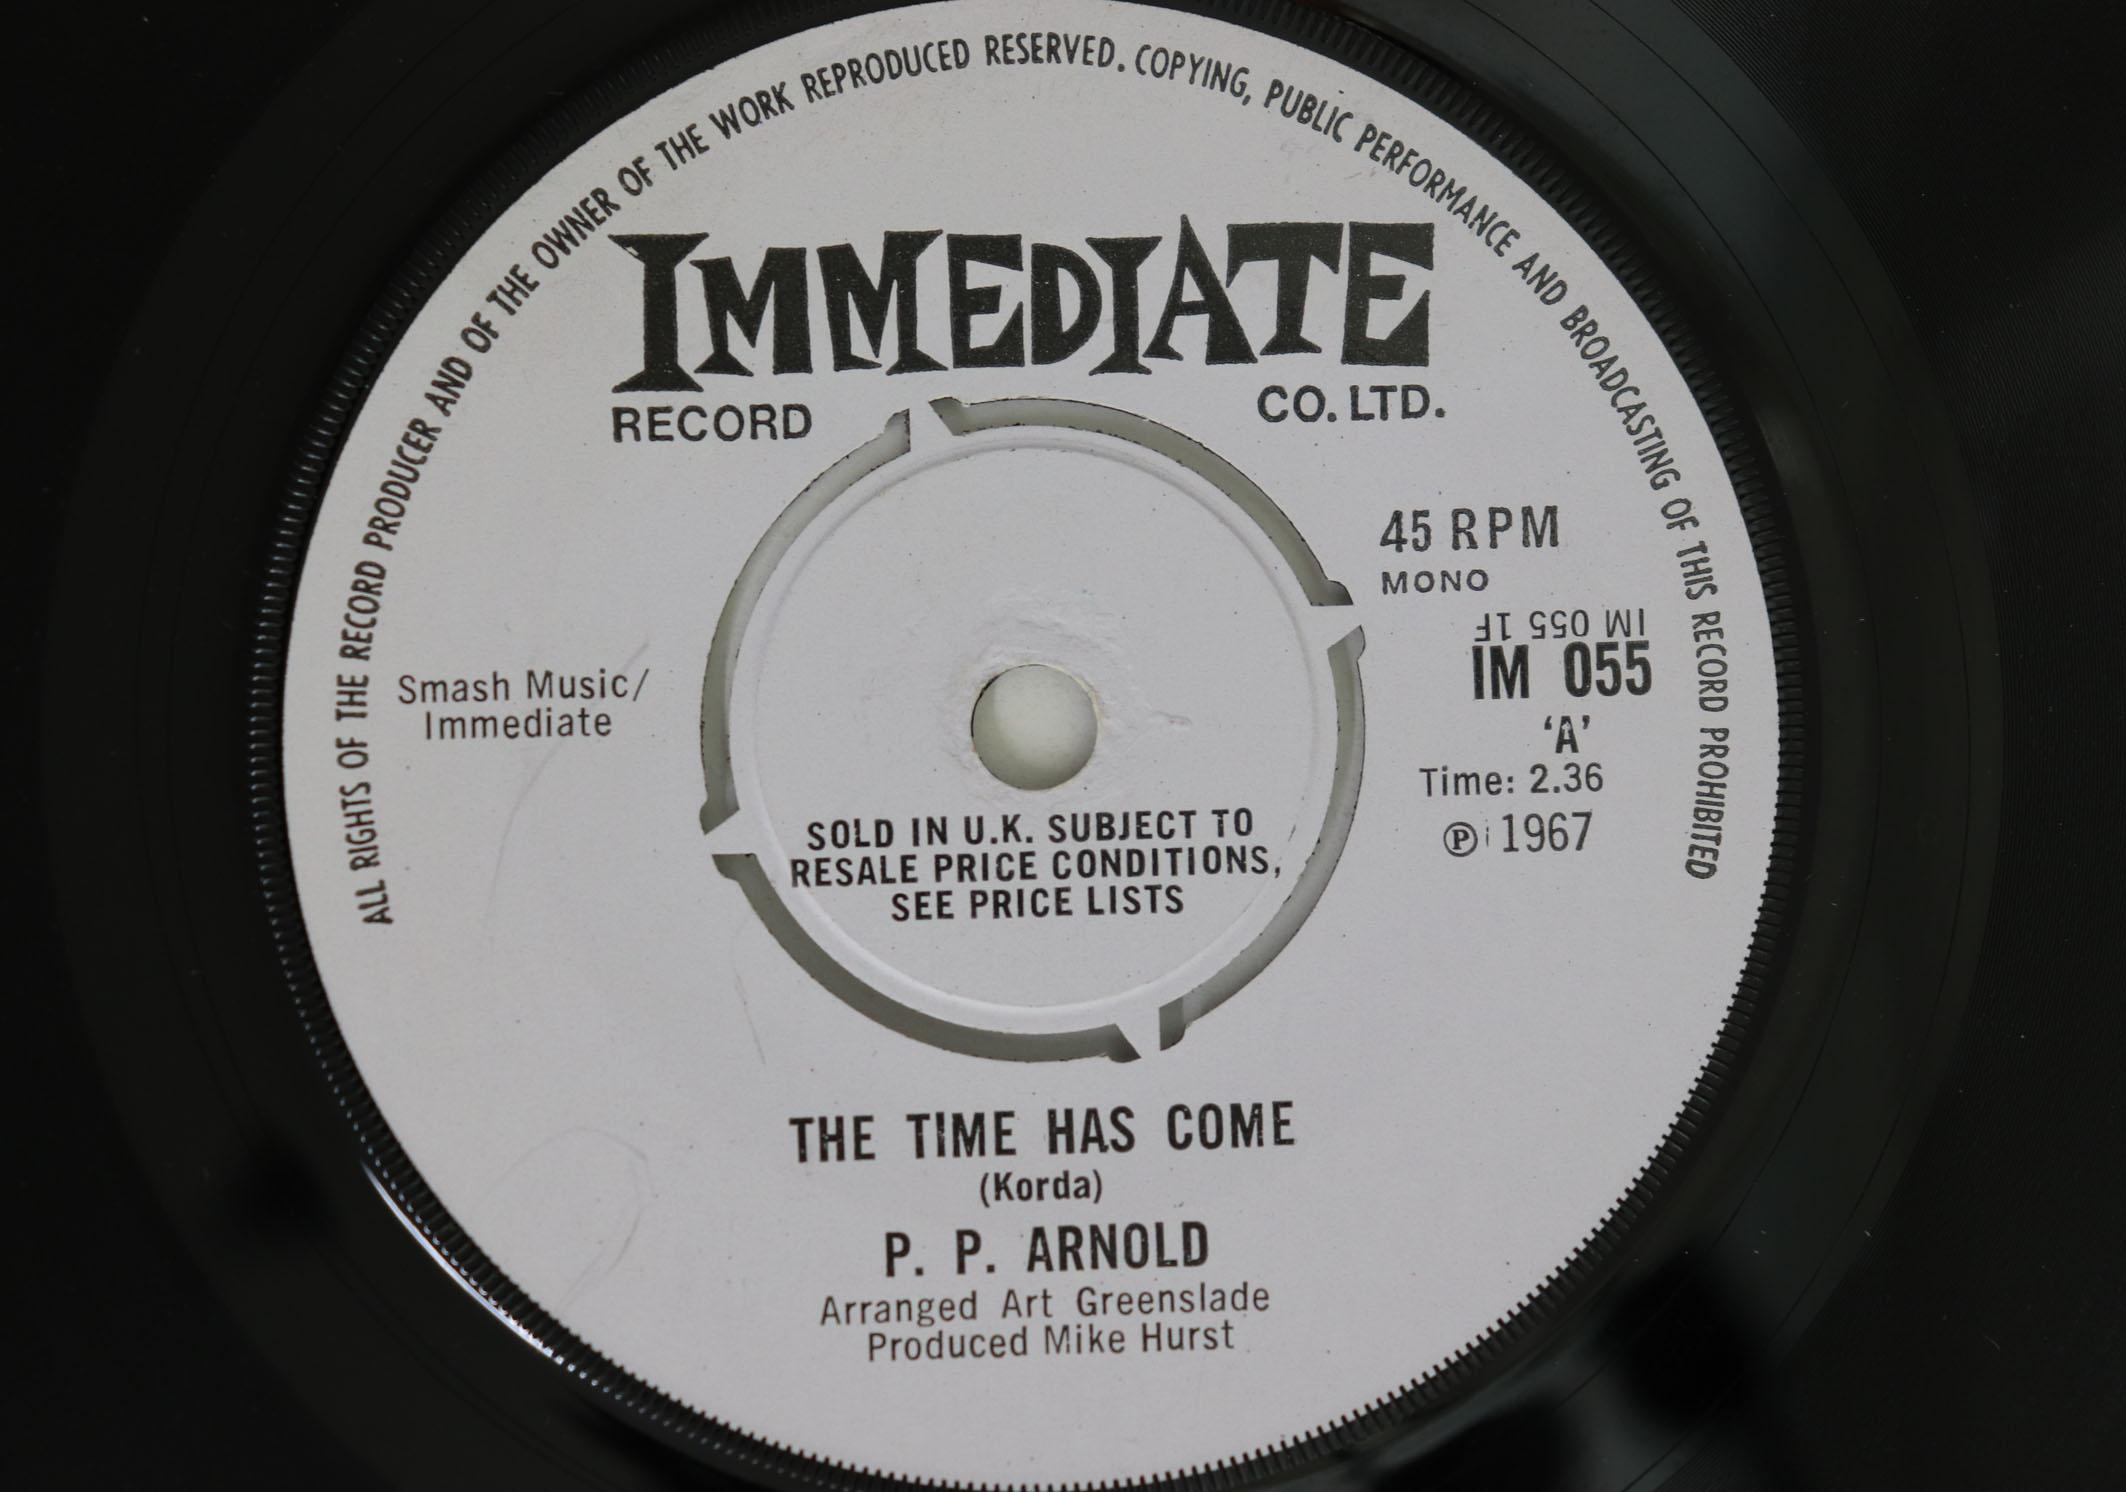 ALL RIGHTS OF THE RECORD PRODUCER AND OF THE OWNER OF THE WORK REPRODUCED RESERVED. COPYING, PUBLIC PERFORMANCE AND BROADCASTING OF THIS RECORD PROHIBITED
IMMEDIATE
RECORD CO. LTD.
45 RPM
MONO
IM 055 1F
IM 055
'A'
Time: 2.36
Ⓟ 1967
Smash Music/
Immediate
SOLD IN U.K. SUBJECT TO
RESALE PRICE CONDITIONS,
SEE PRICE LISTS
THE TIME HAS COME
(Korda)
P. P. ARNOLD
Arranged Art Greenslade
Produced Mike Hurst